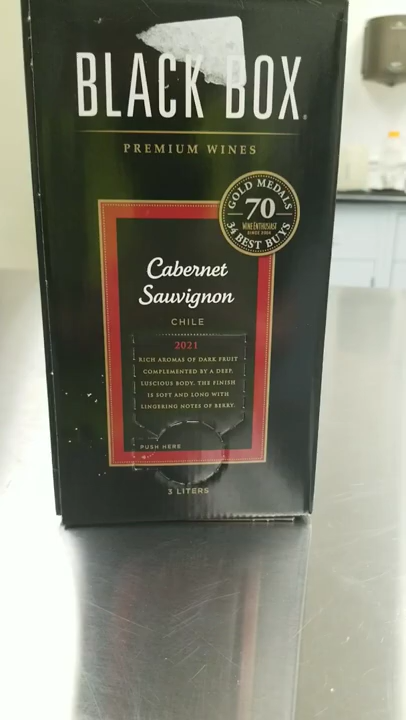 BLACK BOX
PREMIUM WINES
GOLD MEDALS
70
WINE ENTHUSIAST
SINCE 2003
34 BEST BUYS
Cabernet
Sauvignon
CHILE
2021
RICH AROMAS OF DARK FRUIT
COMPLEMENTED BY A DEEP,
LUSCIOUS BODY. THE FINISH
IS SOFT AND LONG WITH
LINGERING NOTES OF BERRY.
PUSH HERE
3 LITERS